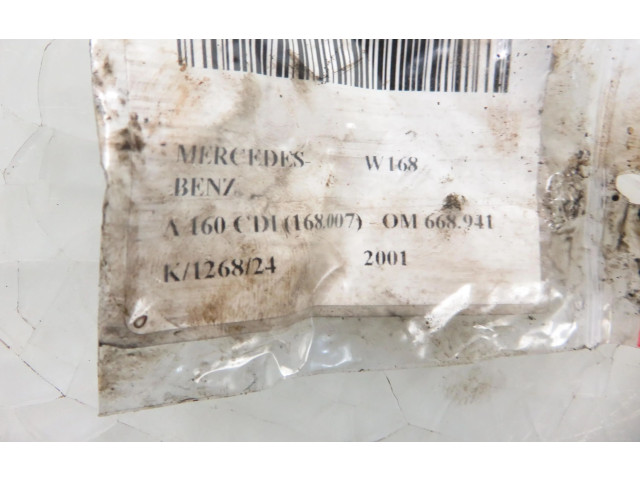 MERCEDES- W168
BENZ
A 160 CDI (168.007) - OM 668.941
K/1268/24 2001